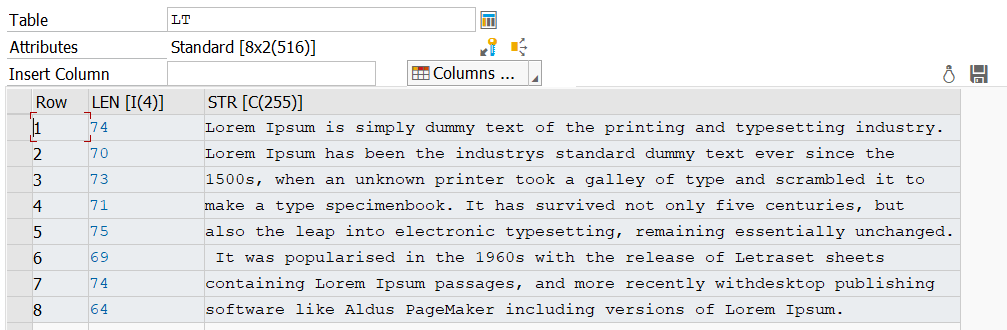 Table LT
Attributes Standard [8x2(516)]
Insert Column Columns ...
Row LEN [I(4)] STR [C(255)]
1 74 Lorem Ipsum is simply dummy text of the printing and typesetting industry.
2 70 Lorem Ipsum has been the industrys standard dummy text ever since the
3 73 1500s, when an unknown printer took a galley of type and scrambled it to
4 71 make a type specimenbook. It has survived not only five centuries, but
5 75 also the leap into electronic typesetting, remaining essentially unchanged.
6 69 It was popularised in the 1960s with the release of Letraset sheets
7 74 containing Lorem Ipsum passages, and more recently withdesktop publishing
8 64 software like Aldus PageMaker including versions of Lorem Ipsum.